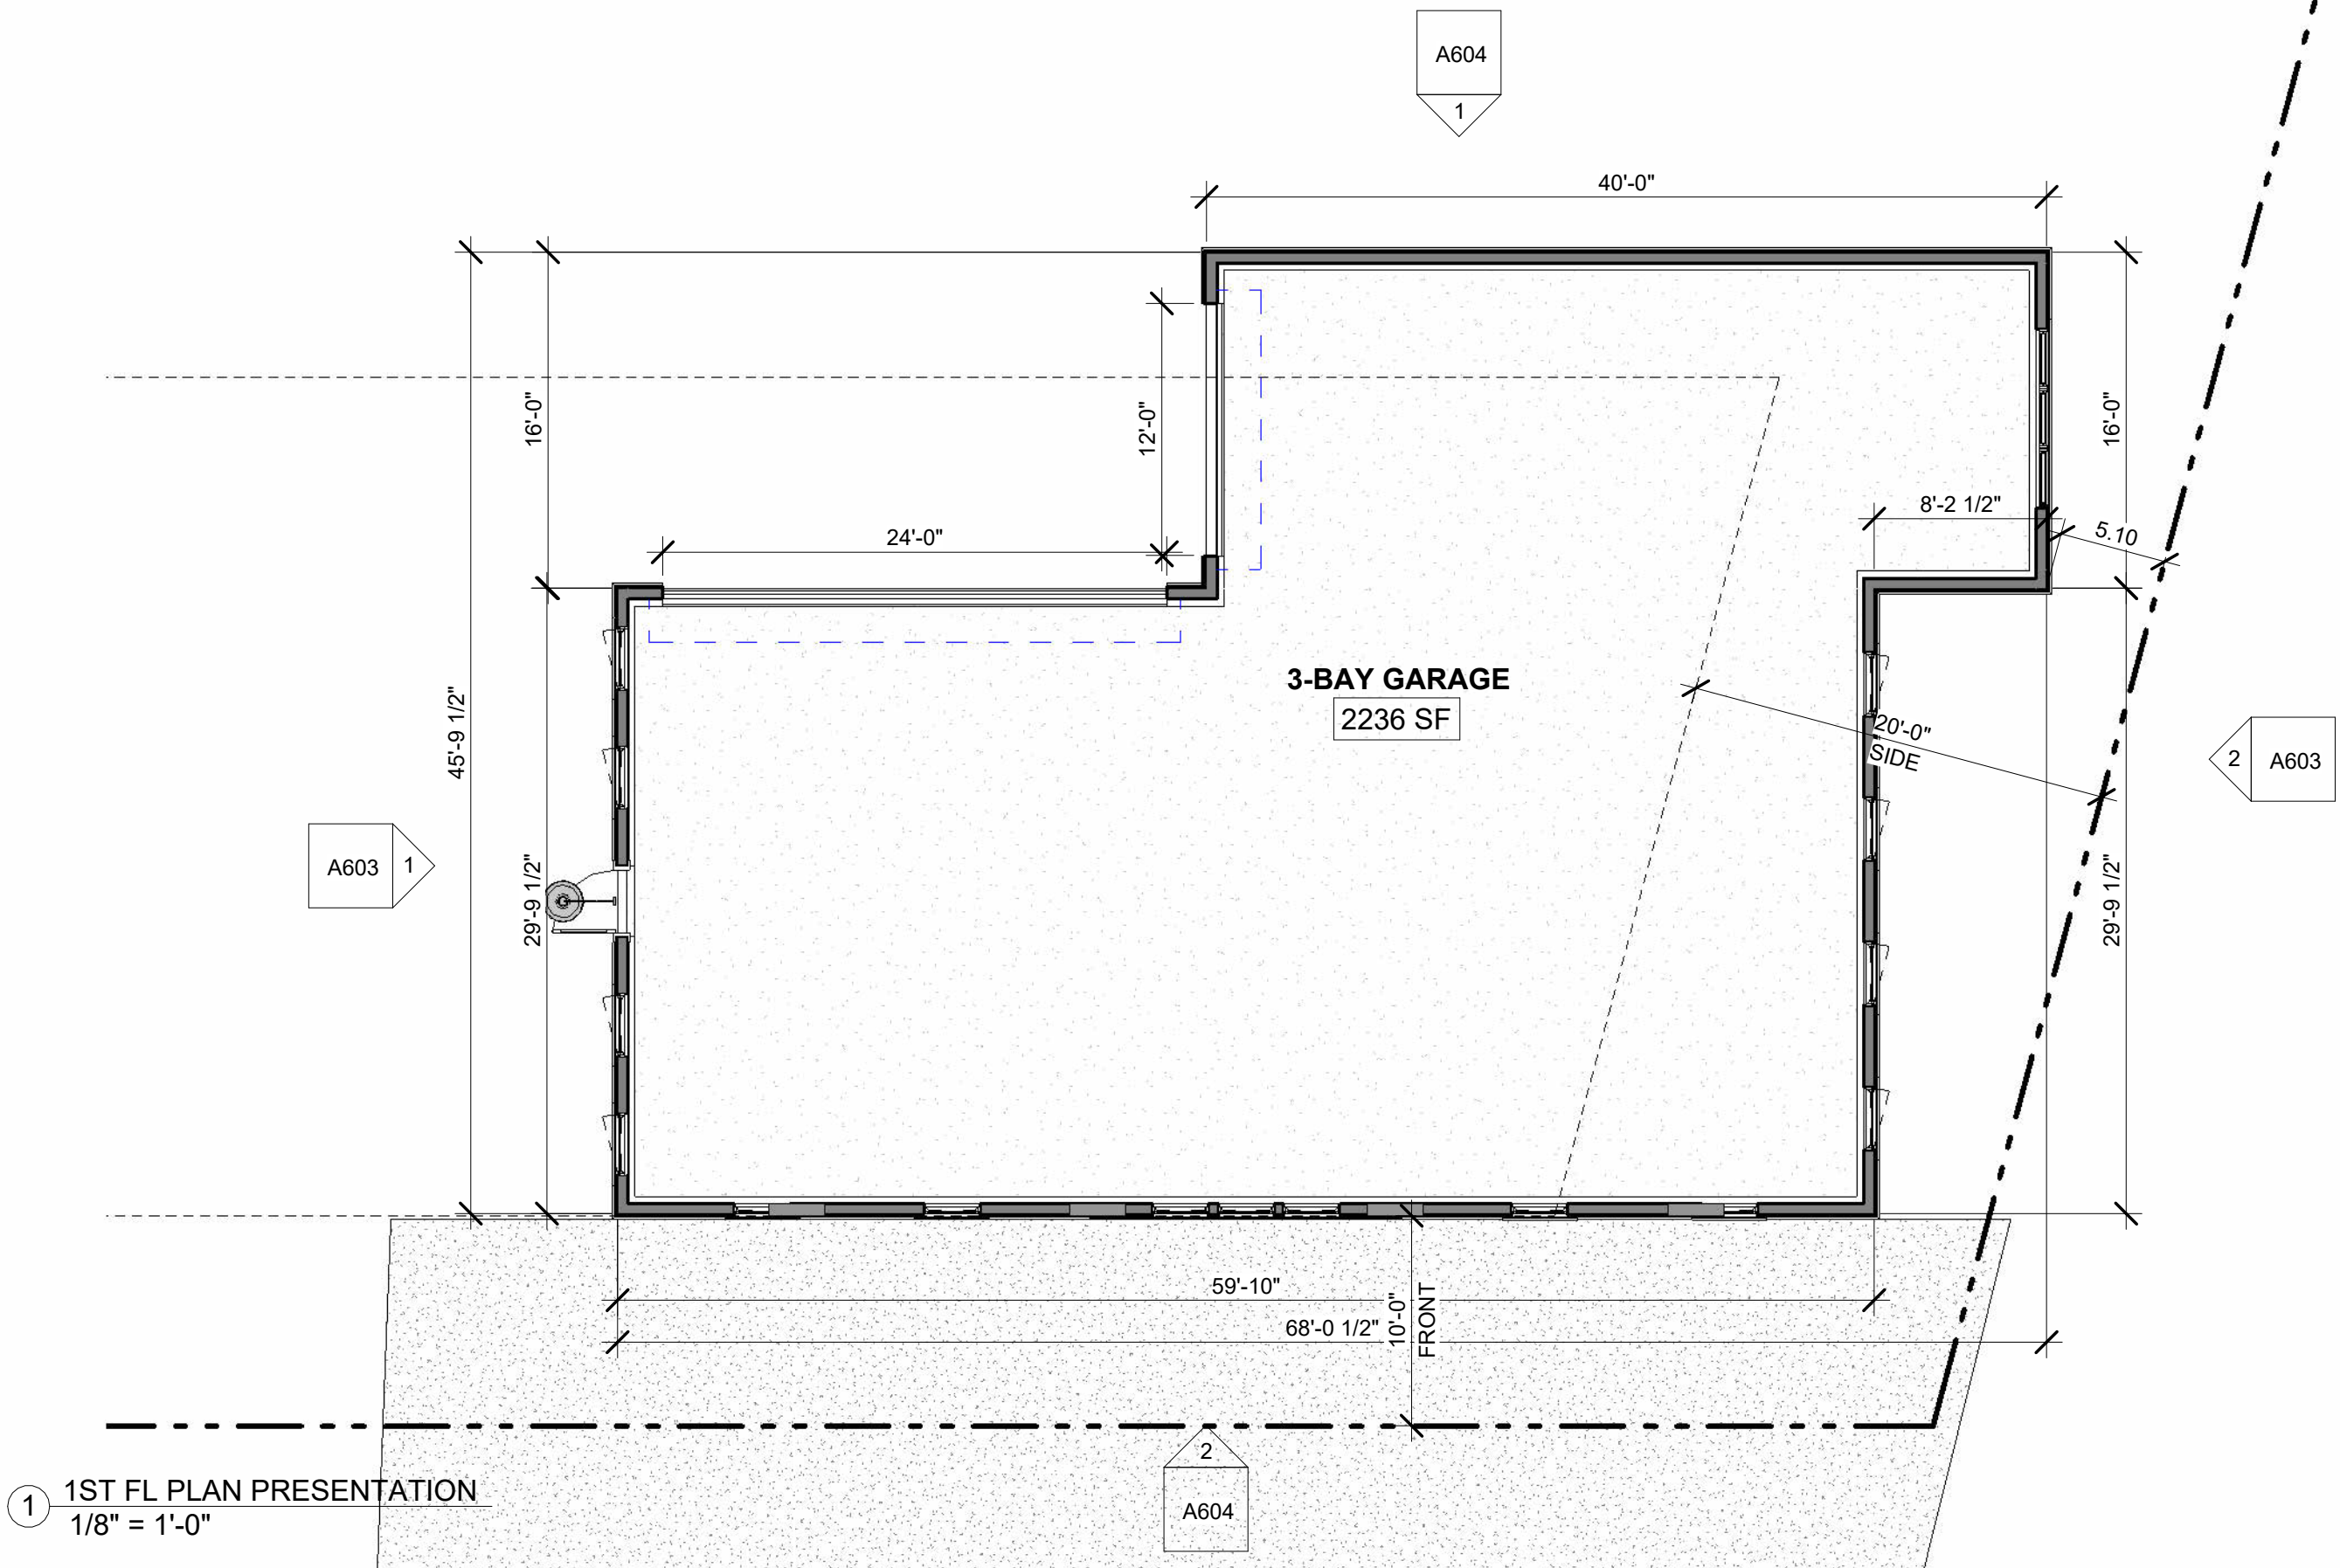 A604
1
40'-0"
16'-0"
12'-0"
16'-0"
8'-2 1/2"
5.10
24'-0"
3-BAY GARAGE
2236 SF
45'-9 1/2"
20'-0"
SIDE
2
A603
A603
1
29'-9 1/2"
29'-9 1/2"
59'-10"
68'-0 1/2"
10'-0"
FRONT
2
A604
1
1ST FL PLAN PRESENTATION
1/8" = 1'-0"